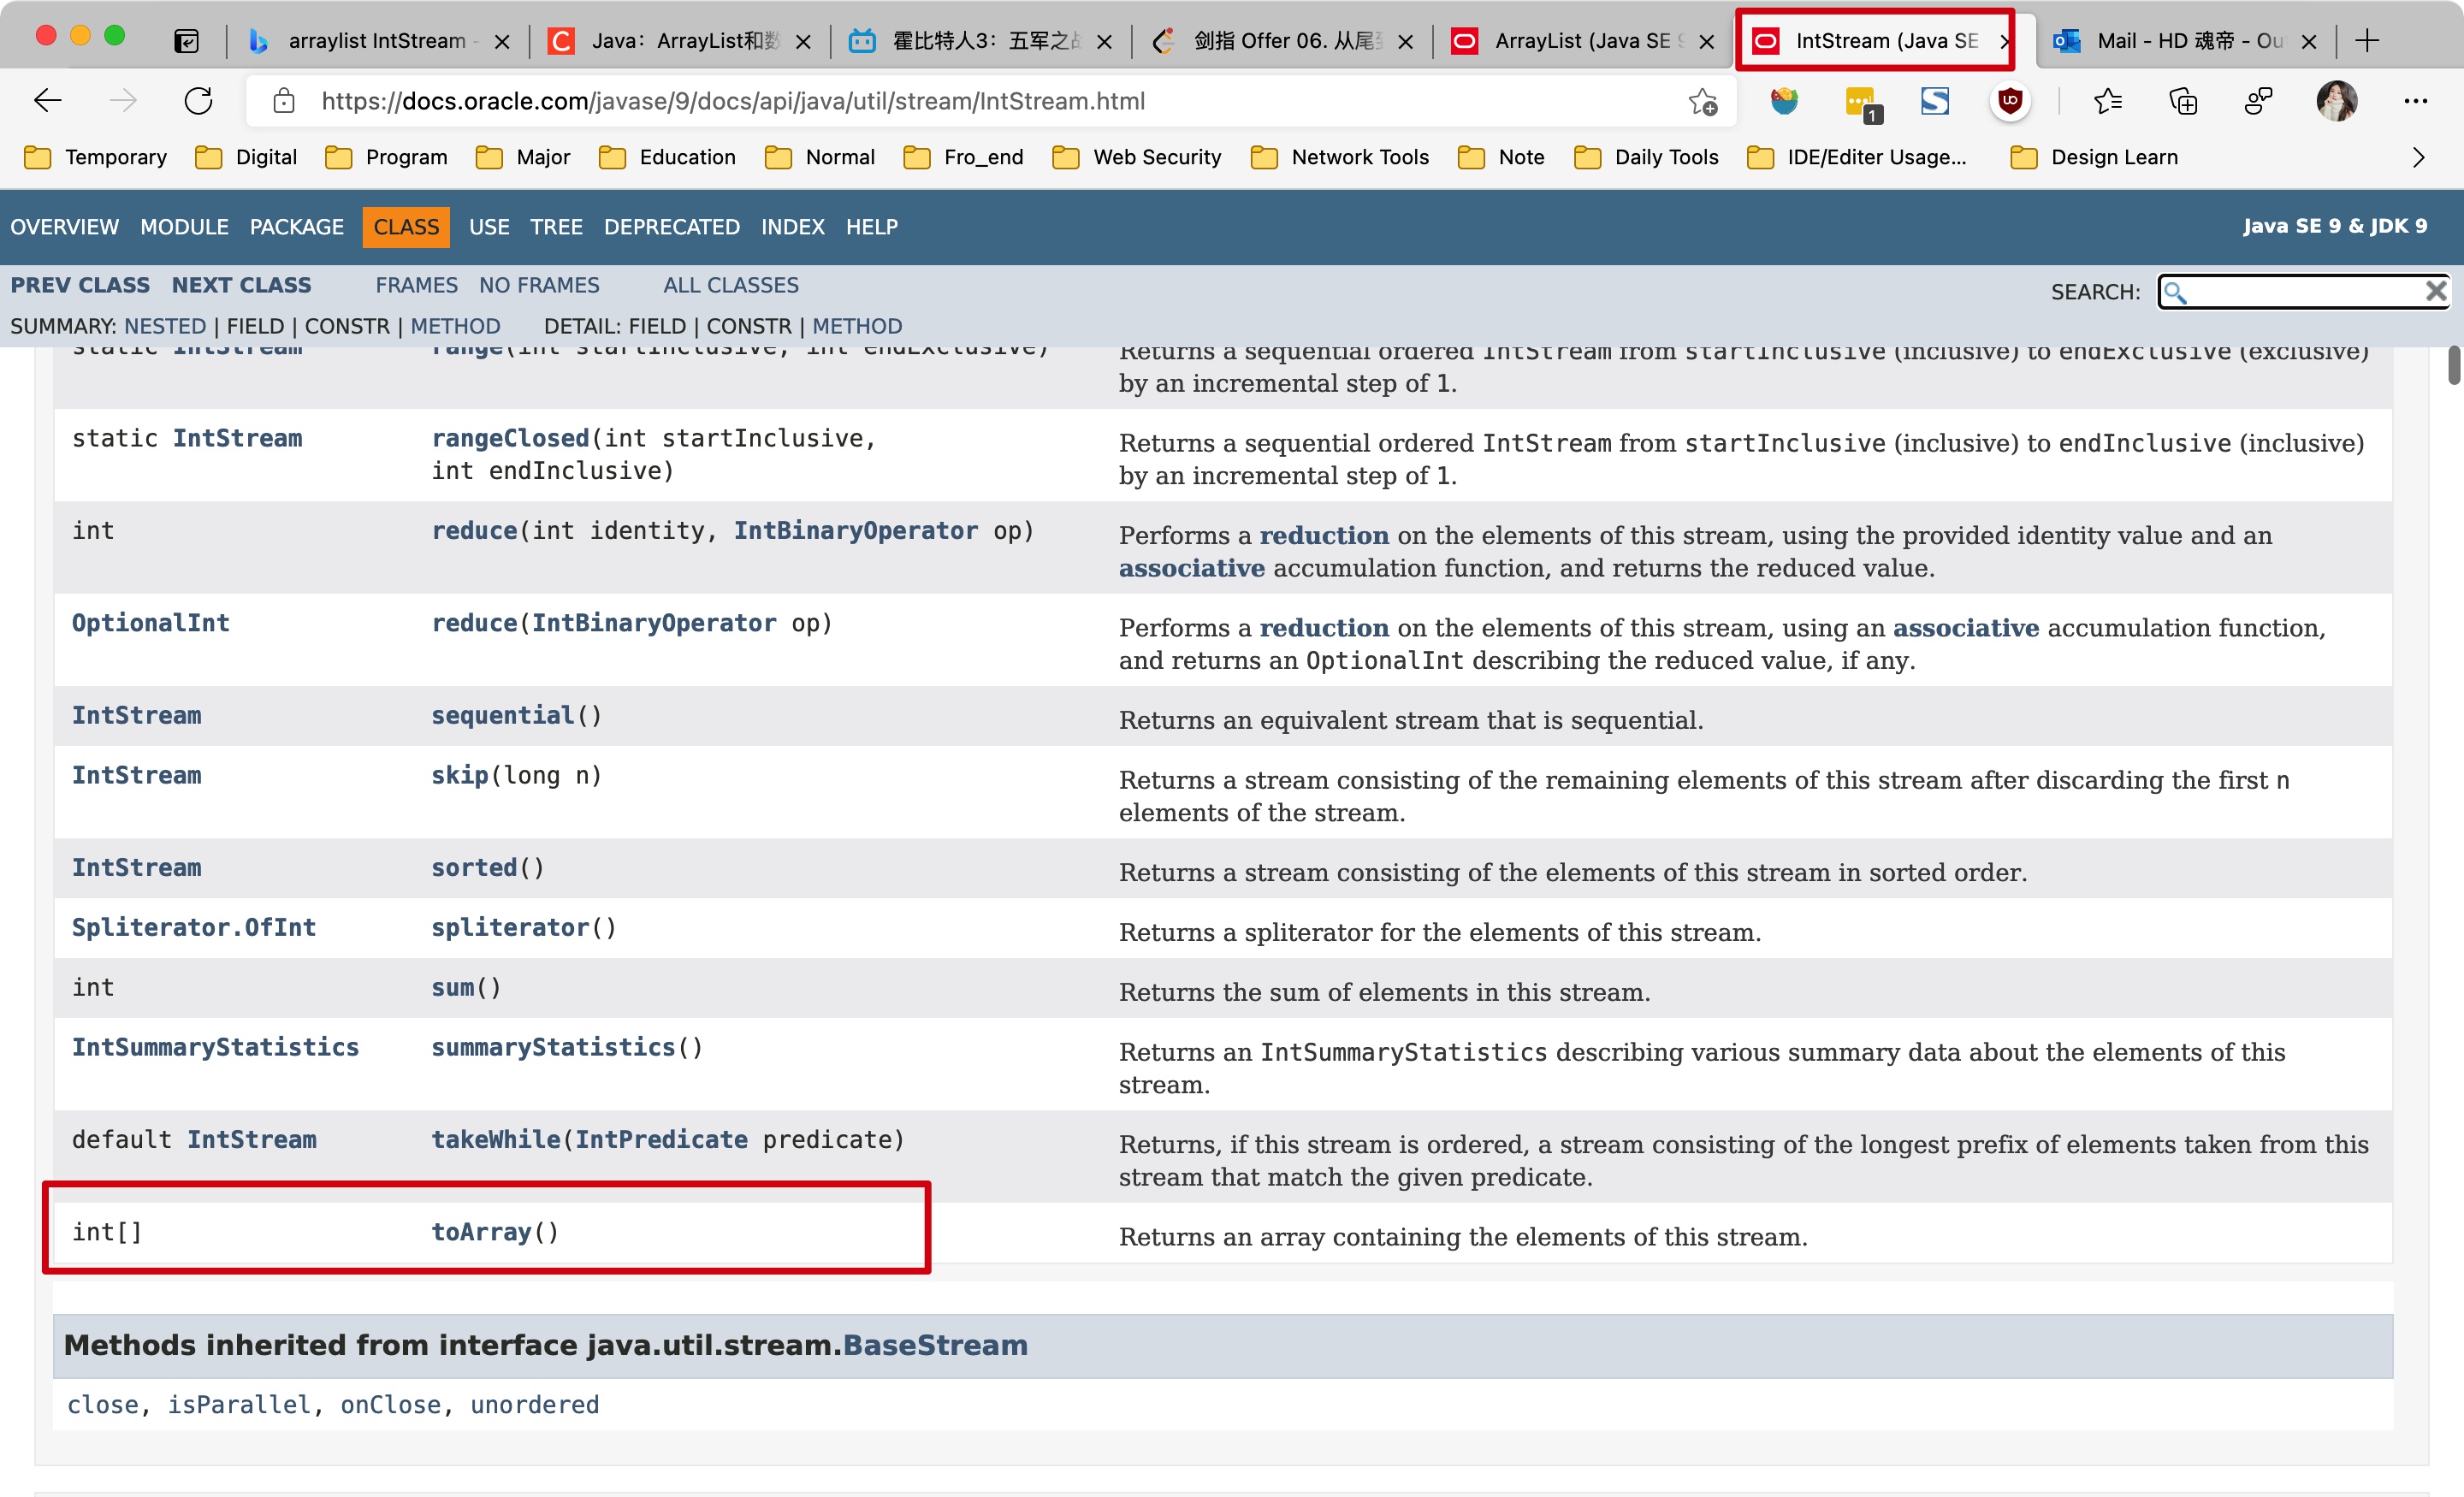 arraylist IntStream -
Java：ArrayList和数
霍比特人3：五军之战
剑指 Offer 06. 从尾到
ArrayList (Java SE 9
IntStream (Java SE
Mail - HD 魂帝 - Ou
https://docs.oracle.com/javase/9/docs/api/java/util/stream/IntStream.html
1
Temporary Digital Program Major Education Normal Fro_end Web Security Network Tools Note Daily Tools IDE/Editer Usage... Design Learn
OVERVIEW MODULE PACKAGE CLASS USE TREE DEPRECATED INDEX HELP
Java SE 9 & JDK 9
PREV CLASS NEXT CLASS FRAMES NO FRAMES ALL CLASSES
SEARCH:
SUMMARY: NESTED | FIELD | CONSTR | METHOD DETAIL: FIELD | CONSTR | METHOD
static IntStream range(int startInclusive, int endExclusive) Returns a sequential ordered IntStream from startInclusive (inclusive) to endExclusive (exclusive)
by an incremental step of 1.
static IntStream rangeClosed(int startInclusive, Returns a sequential ordered IntStream from startInclusive (inclusive) to endInclusive (inclusive)
int endInclusive) by an incremental step of 1.
int reduce(int identity, IntBinaryOperator op) Performs a reduction on the elements of this stream, using the provided identity value and an
associative accumulation function, and returns the reduced value.
OptionalInt reduce(IntBinaryOperator op) Performs a reduction on the elements of this stream, using an associative accumulation function,
and returns an OptionalInt describing the reduced value, if any.
IntStream sequential() Returns an equivalent stream that is sequential.
IntStream skip(long n) Returns a stream consisting of the remaining elements of this stream after discarding the first n
elements of the stream.
IntStream sorted() Returns a stream consisting of the elements of this stream in sorted order.
Spliterator.OfInt spliterator() Returns a spliterator for the elements of this stream.
int sum() Returns the sum of elements in this stream.
IntSummaryStatistics summaryStatistics() Returns an IntSummaryStatistics describing various summary data about the elements of this
stream.
default IntStream takeWhile(IntPredicate predicate) Returns, if this stream is ordered, a stream consisting of the longest prefix of elements taken from this
stream that match the given predicate.
int[] toArray() Returns an array containing the elements of this stream.
Methods inherited from interface java.util.stream.BaseStream
close, isParallel, onClose, unordered